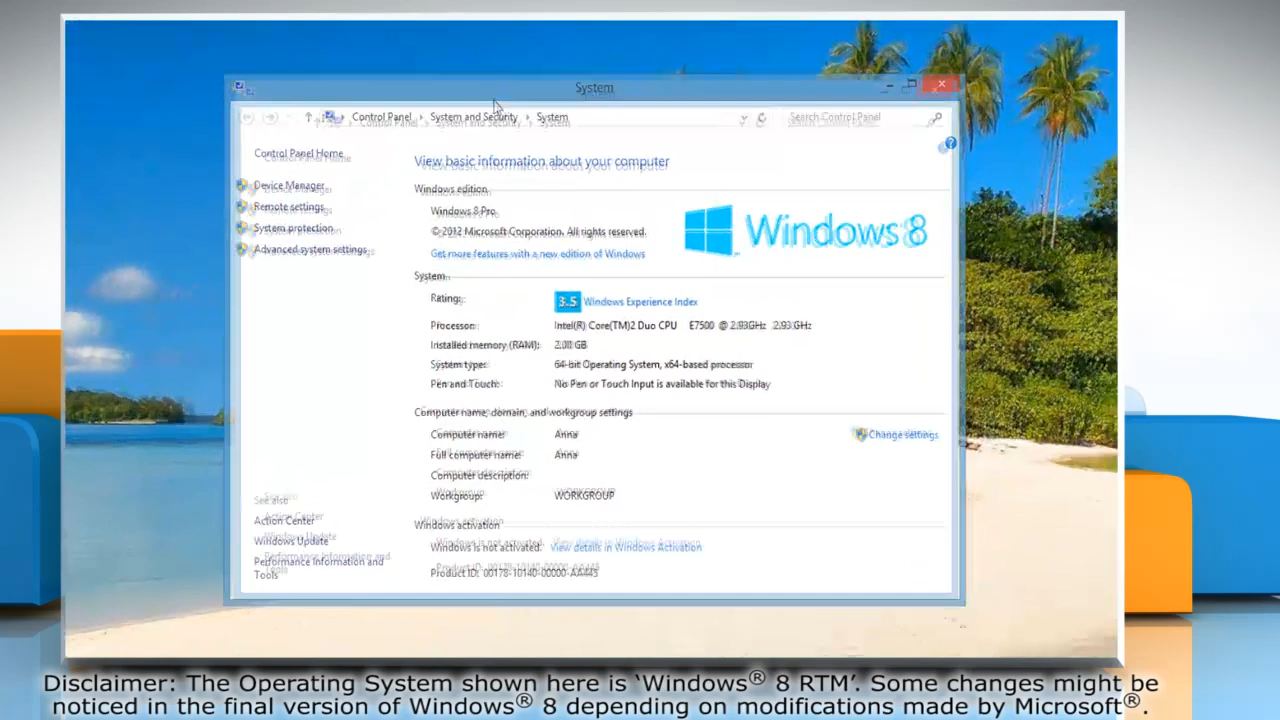 System
Control Panel System and Security System Search Control Panel
Control Panel Home
Device Manager
Remote settings
System protection
Advanced system settings
View basic information about your computer
Windows edition
Windows 8 Pro
© 2012 Microsoft Corporation. All rights reserved.
Get more features with a new edition of Windows
Windows 8
System
Rating: 3.5 Windows Experience Index
Processor: Intel(R) Core(TM)2 Duo CPU E7500 @ 2.93GHz 2.93 GHz
Installed memory (RAM): 2.00 GB
System type: 64-bit Operating System, x64-based processor
Pen and Touch: No Pen or Touch Input is available for this Display
Computer name, domain, and workgroup settings
Computer name: Anna
Change settings
Full computer name: Anna
Computer description:
Workgroup: WORKGROUP
Windows activation
Windows is not activated. View details in Windows Activation
Product ID: 00178-10140-00000-AA445
See also
Action Center
Windows Update
Performance Information and
Tools
Disclaimer: The Operating System shown here is ‘Windows® 8 RTM’. Some changes might be
noticed in the final version of Windows® 8 depending on modifications made by Microsoft®.